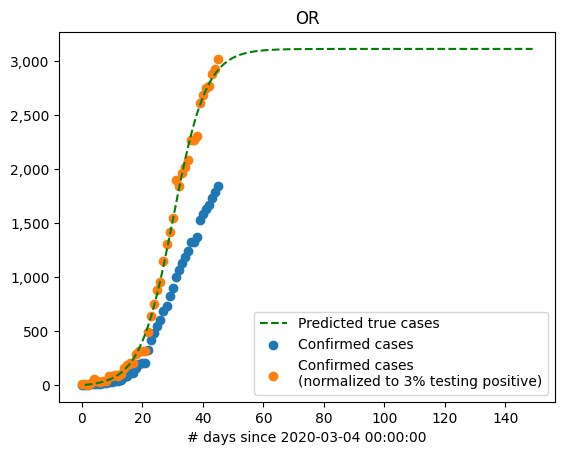 OR
3,000
2,500
2,000
1,500
1,000
500
0
Predicted true cases
Confirmed cases
Confirmed cases
(normalized to 3% testing positive)
0 20 40 60 80 100 120 140
# days since 2020-03-04 00:00:00